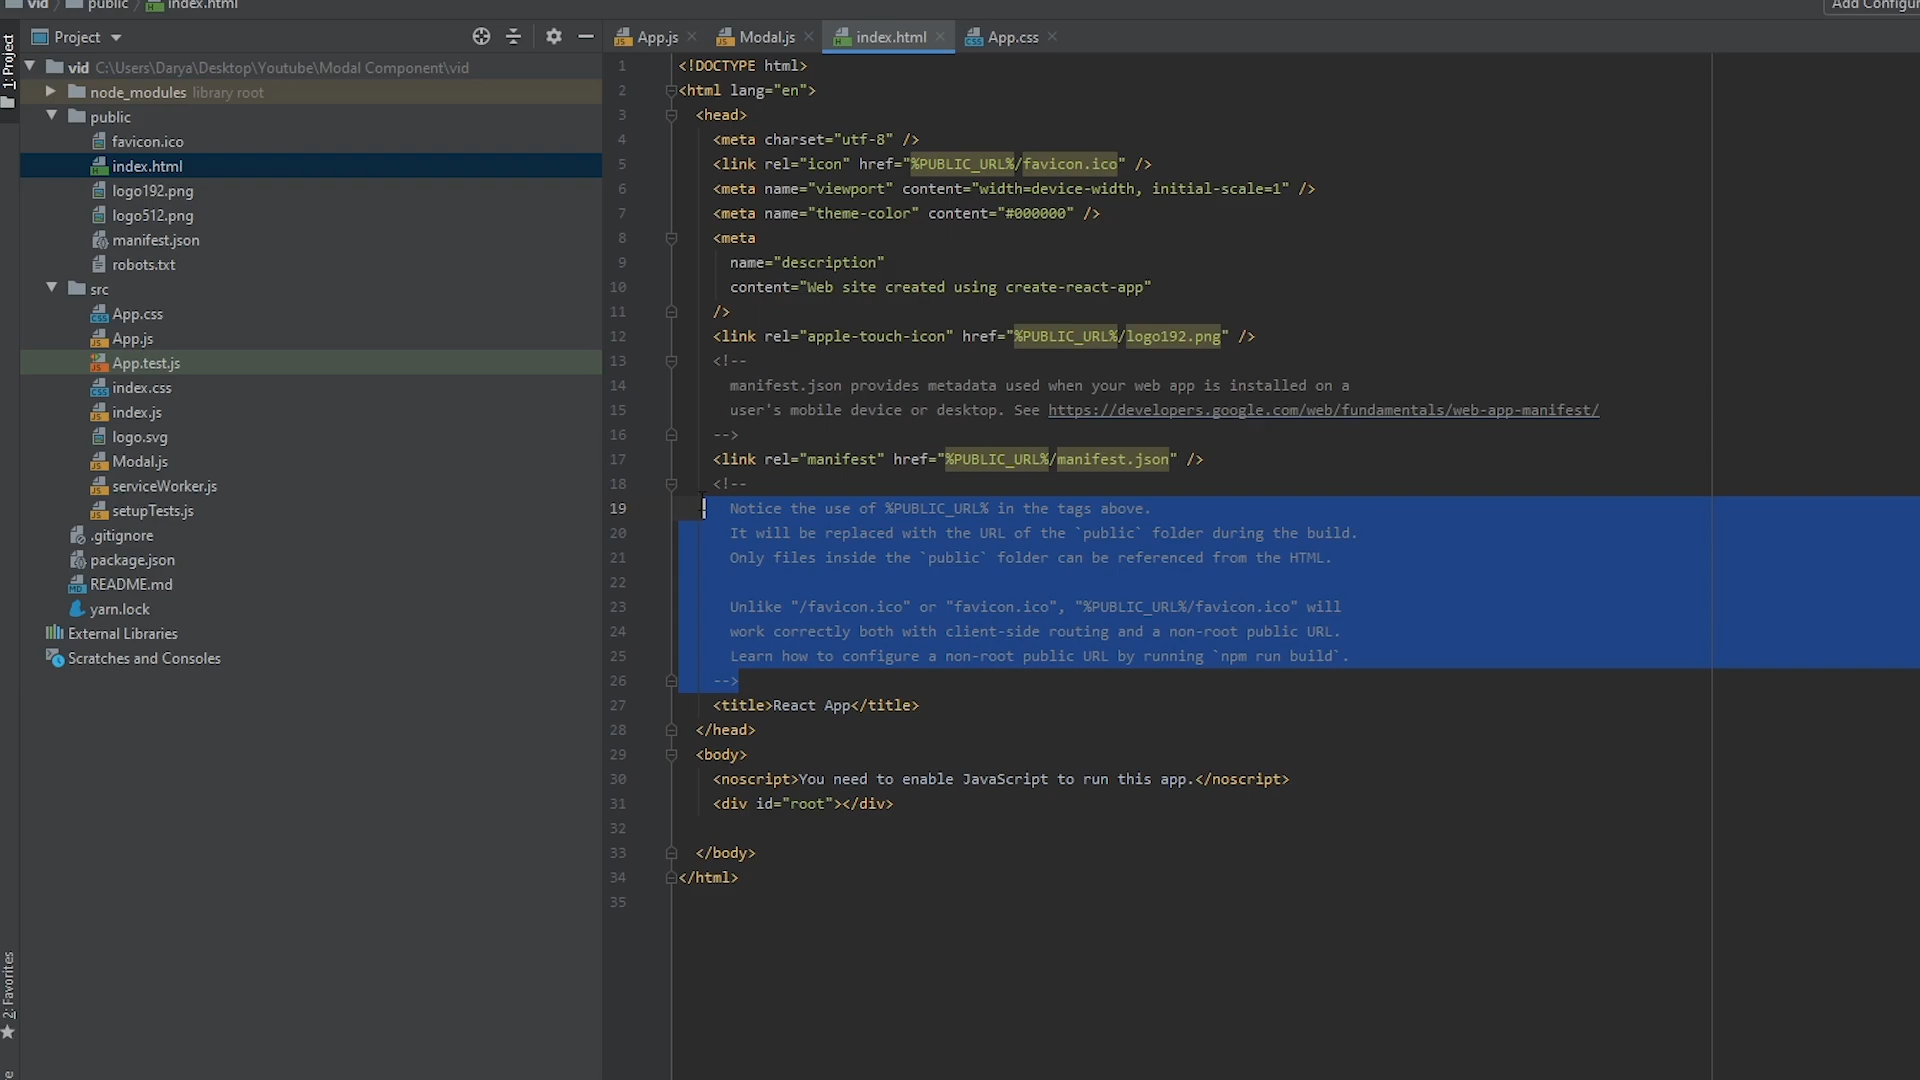 vid
public
index.html
Add Configur
1: Project
Project
vid C:\Users\Darya\Desktop\Youtube\Modal Component\vid
node_modules library root
public
favicon.ico
index.html
logo192.png
logo512.png
manifest.json
robots.txt
src
App.css
App.js
App.test.js
index.css
index.js
logo.svg
Modal.js
serviceWorker.js
setupTests.js
.gitignore
package.json
README.md
yarn.lock
External Libraries
Scratches and Consoles
2: Favorites
App.js
Modal.js
index.html
App.css
1 <!DOCTYPE html>
2 <html lang="en">
3 <head>
4 <meta charset="utf-8" />
5 <link rel="icon" href="%PUBLIC_URL%/favicon.ico" />
6 <meta name="viewport" content="width=device-width, initial-scale=1" />
7 <meta name="theme-color" content="#000000" />
8 <meta
9 name="description"
10 content="Web site created using create-react-app"
11 />
12 <link rel="apple-touch-icon" href="%PUBLIC_URL%/logo192.png" />
13 <!--
14 manifest.json provides metadata used when your web app is installed on a
15 user's mobile device or desktop. See https://developers.google.com/web/fundamentals/web-app-manifest/
16 -->
17 <link rel="manifest" href="%PUBLIC_URL%/manifest.json" />
18 <!--
19 Notice the use of %PUBLIC_URL% in the tags above.
20 It will be replaced with the URL of the `public` folder during the build.
21 Only files inside the `public` folder can be referenced from the HTML.
22
23 Unlike "/favicon.ico" or "favicon.ico", "%PUBLIC_URL%/favicon.ico" will
24 work correctly both with client-side routing and a non-root public URL.
25 Learn how to configure a non-root public URL by running `npm run build`.
26 -->
27 <title>React App</title>
28 </head>
29 <body>
30 <noscript>You need to enable JavaScript to run this app.</noscript>
31 <div id="root"></div>
32
33 </body>
34 </html>
35